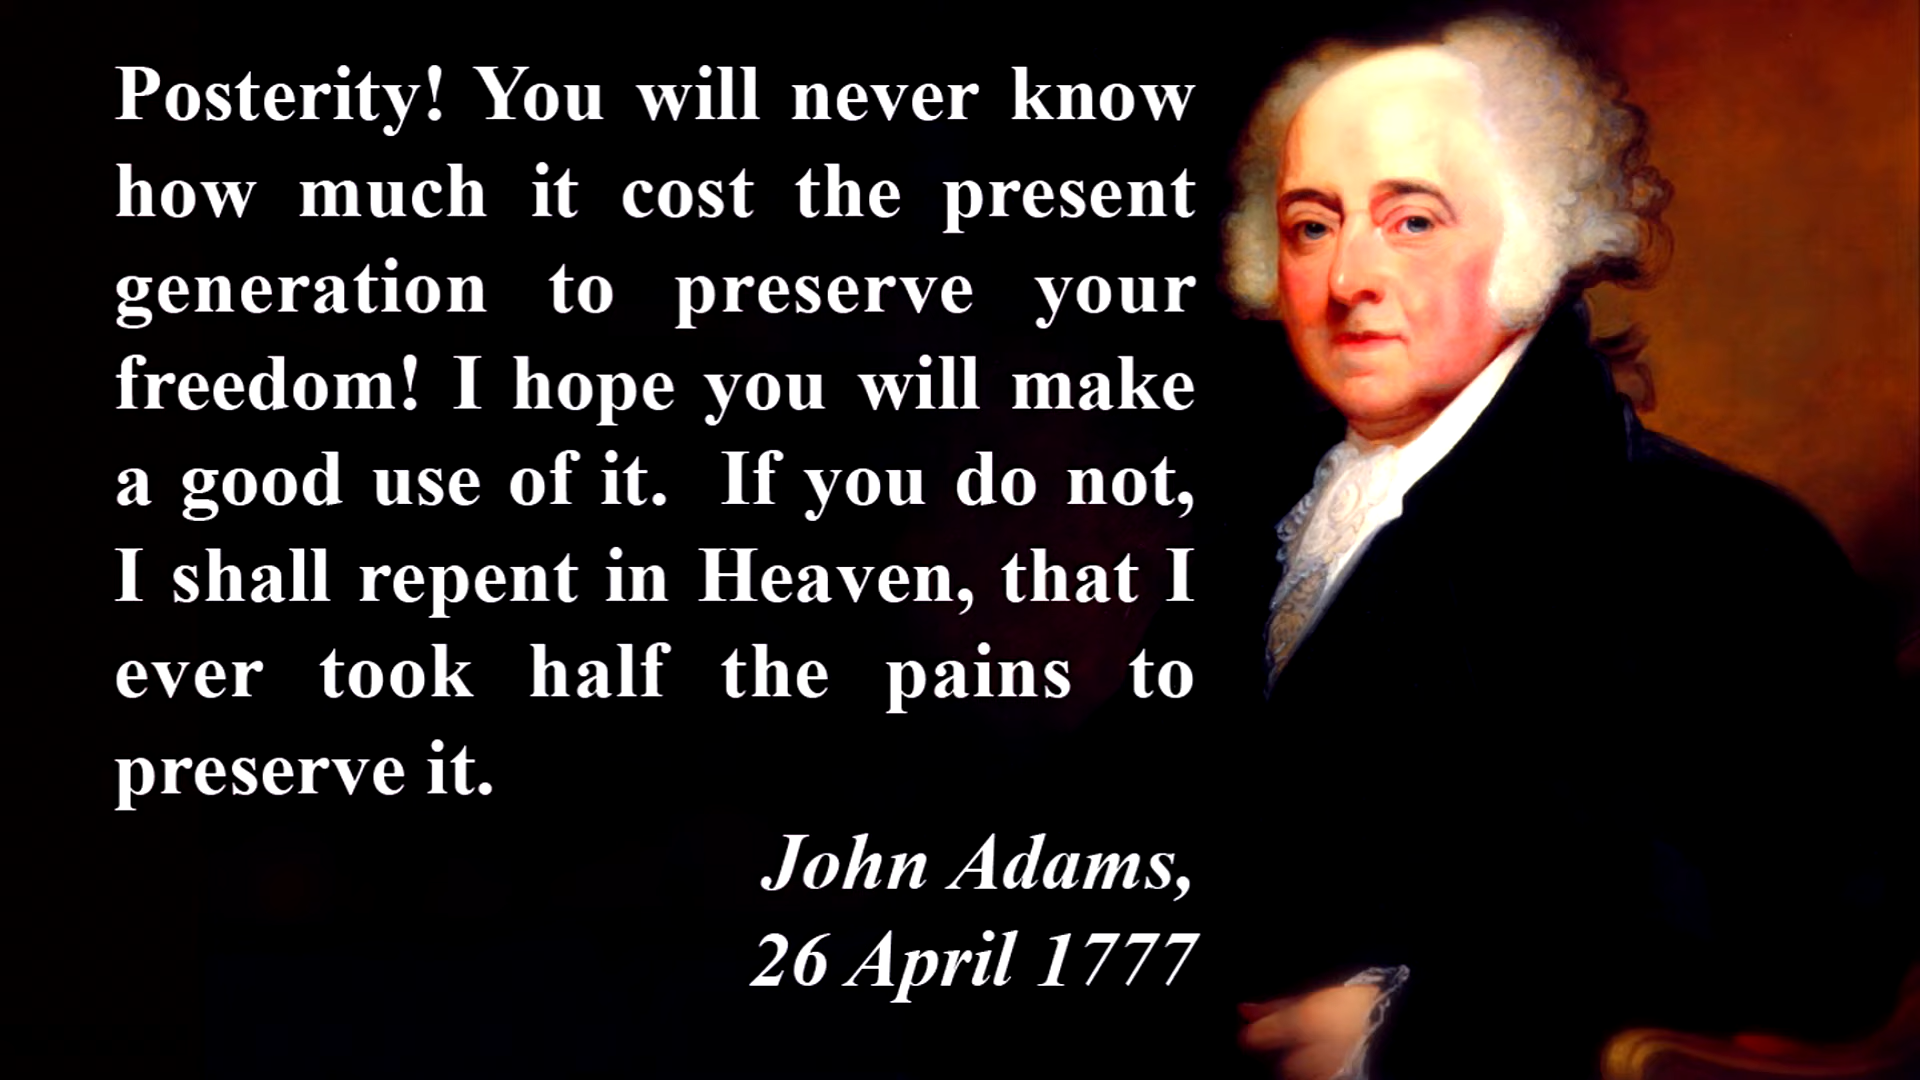 Posterity! You will never know
how much it cost the present
generation to preserve your
freedom! I hope you will make
a good use of it.  If you do not,
I shall repent in Heaven, that I
ever took half the pains to
preserve it.
John Adams,
26 April 1777